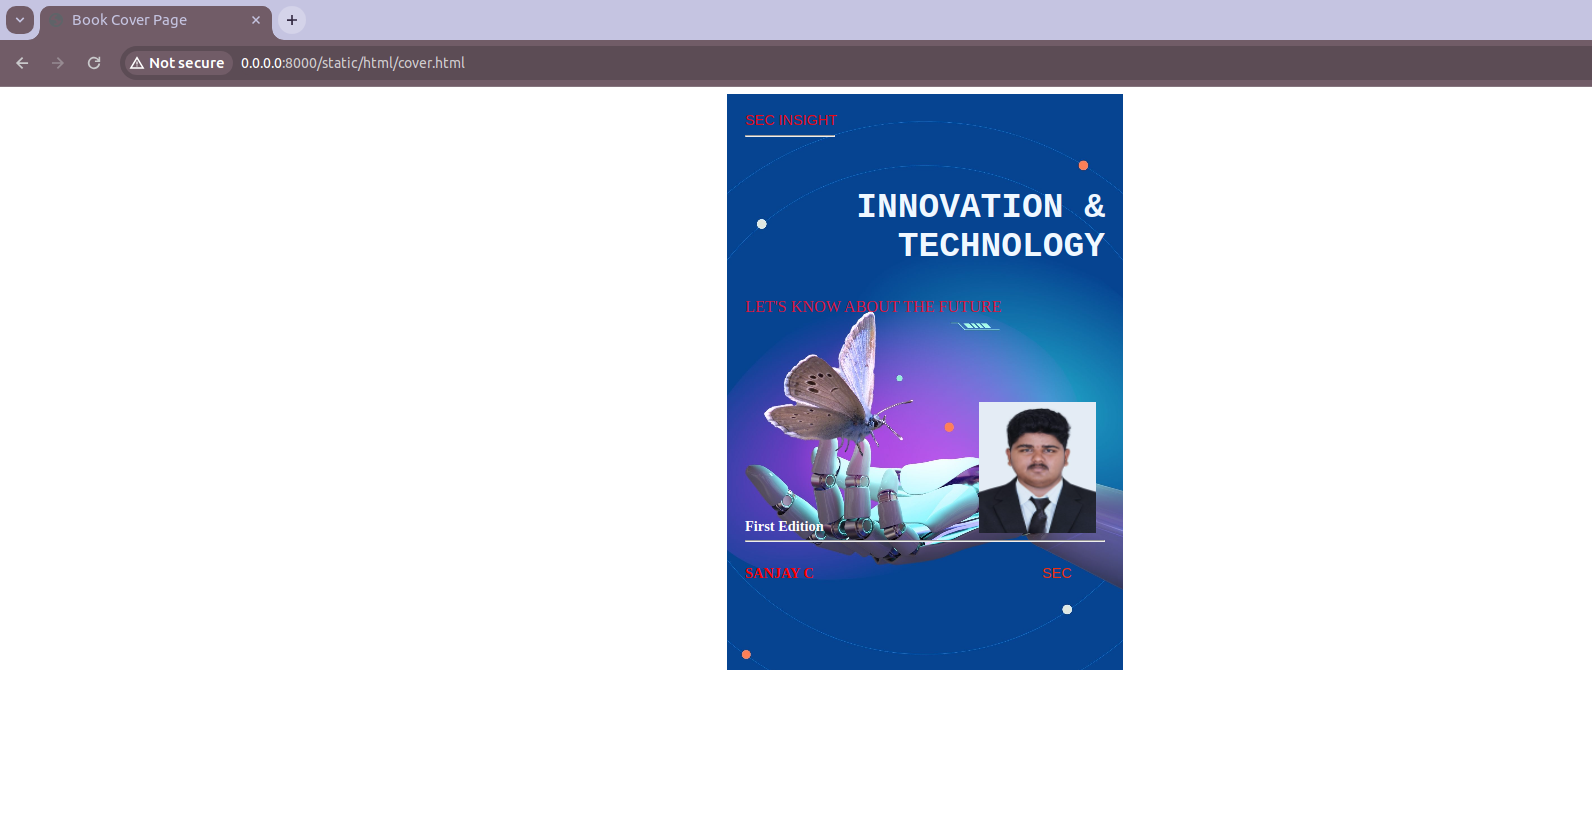 Book Cover Page
Not secure
0.0.0.0:8000/static/html/cover.html
SEC INSIGHT
INNOVATION &
TECHNOLOGY
LET'S KNOW ABOUT THE FUTURE
First Edition
SANJAY C
SEC